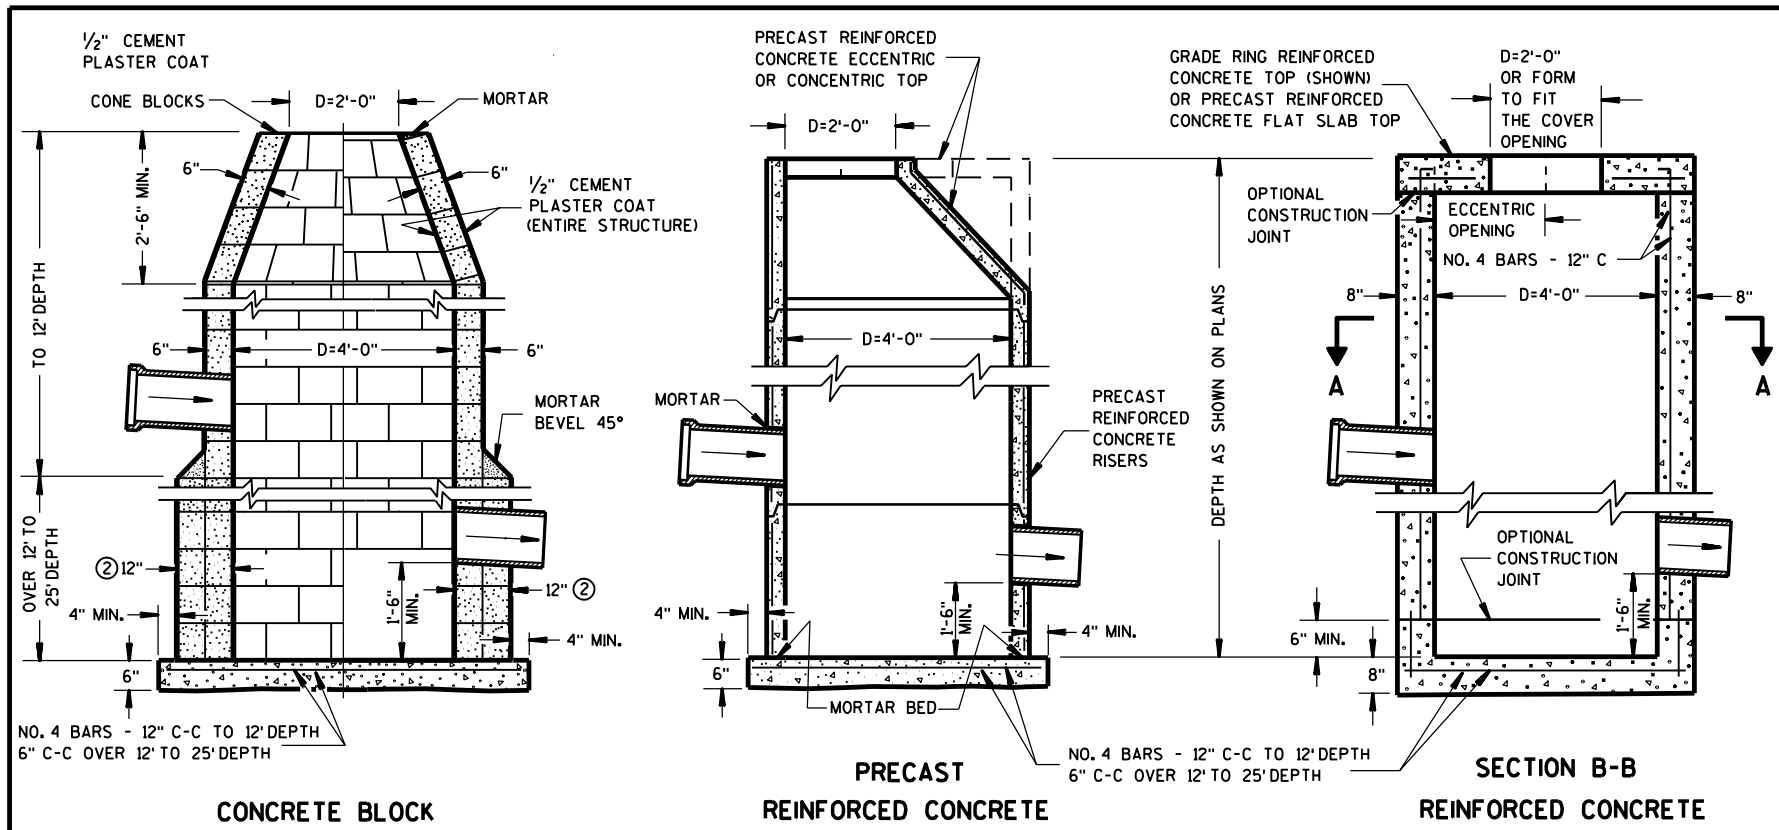 1/2" CEMENT
PLASTER COAT
CONE BLOCKS
D=2'-0"
MORTAR
6"
6"
2'-6" MIN.
1/2" CEMENT
PLASTER COAT
(ENTIRE STRUCTURE)
TO 12' DEPTH
6"
D=4'-0"
6"
MORTAR
BEVEL 45°
OVER 12' TO
25' DEPTH
② 12"
1'-6"
MIN.
12" ②
4" MIN.
4" MIN.
6"
NO. 4 BARS - 12" C-C TO 12' DEPTH
6" C-C OVER 12' TO 25' DEPTH
CONCRETE BLOCK
PRECAST REINFORCED
CONCRETE ECCENTRIC
OR CONCENTRIC TOP
D=2'-0"
D=4'-0"
MORTAR
PRECAST
REINFORCED
CONCRETE
RISERS
DEPTH AS SHOWN ON PLANS
4" MIN.
1'-6"
MIN.
4" MIN.
6"
MORTAR BED
NO. 4 BARS - 12" C-C TO 12' DEPTH
6" C-C OVER 12' TO 25' DEPTH
PRECAST
REINFORCED CONCRETE
GRADE RING REINFORCED
CONCRETE TOP (SHOWN)
OR PRECAST REINFORCED
CONCRETE FLAT SLAB TOP
D=2'-0"
OR FORM
TO FIT
THE COVER
OPENING
OPTIONAL
CONSTRUCTION
JOINT
ECCENTRIC
OPENING
NO. 4 BARS - 12" C
8"
D=4'-0"
8"
A
A
OPTIONAL
CONSTRUCTION
JOINT
1'-6"
MIN.
6" MIN.
8"
SECTION B-B
REINFORCED CONCRETE